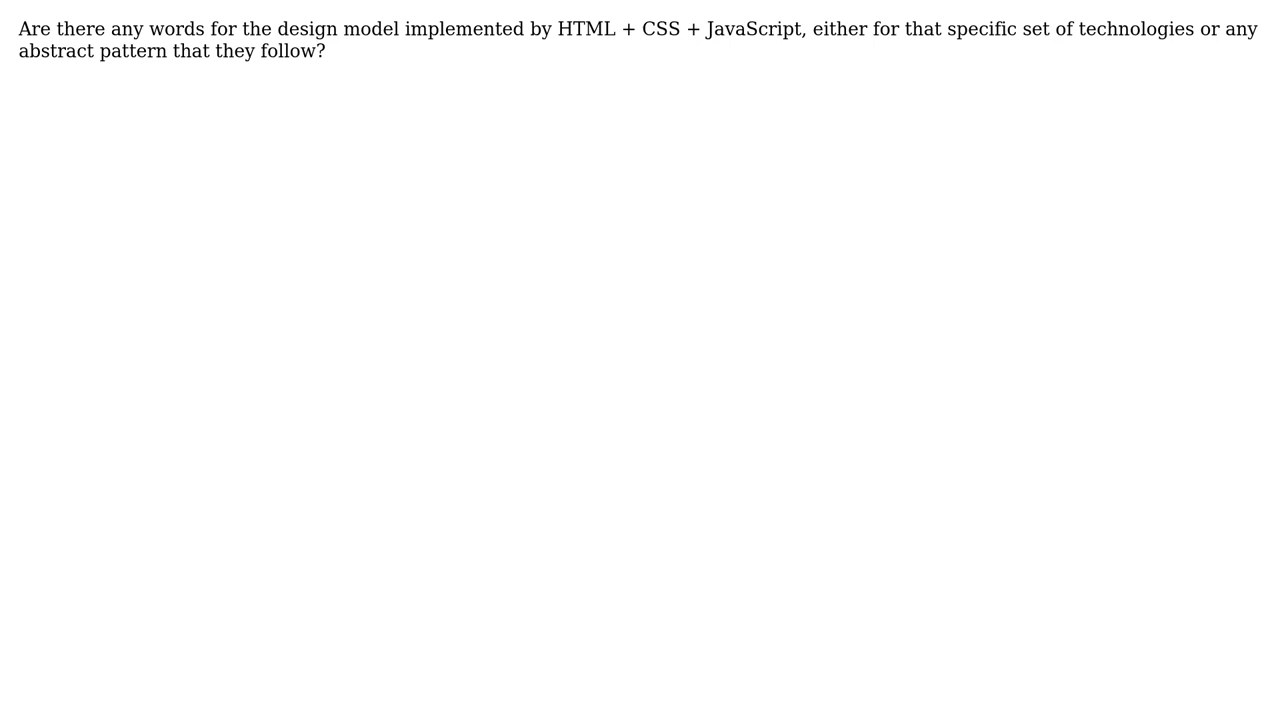 Are there any words for the design model implemented by HTML + CSS + JavaScript, either for that specific set of technologies or any
abstract pattern that they follow?